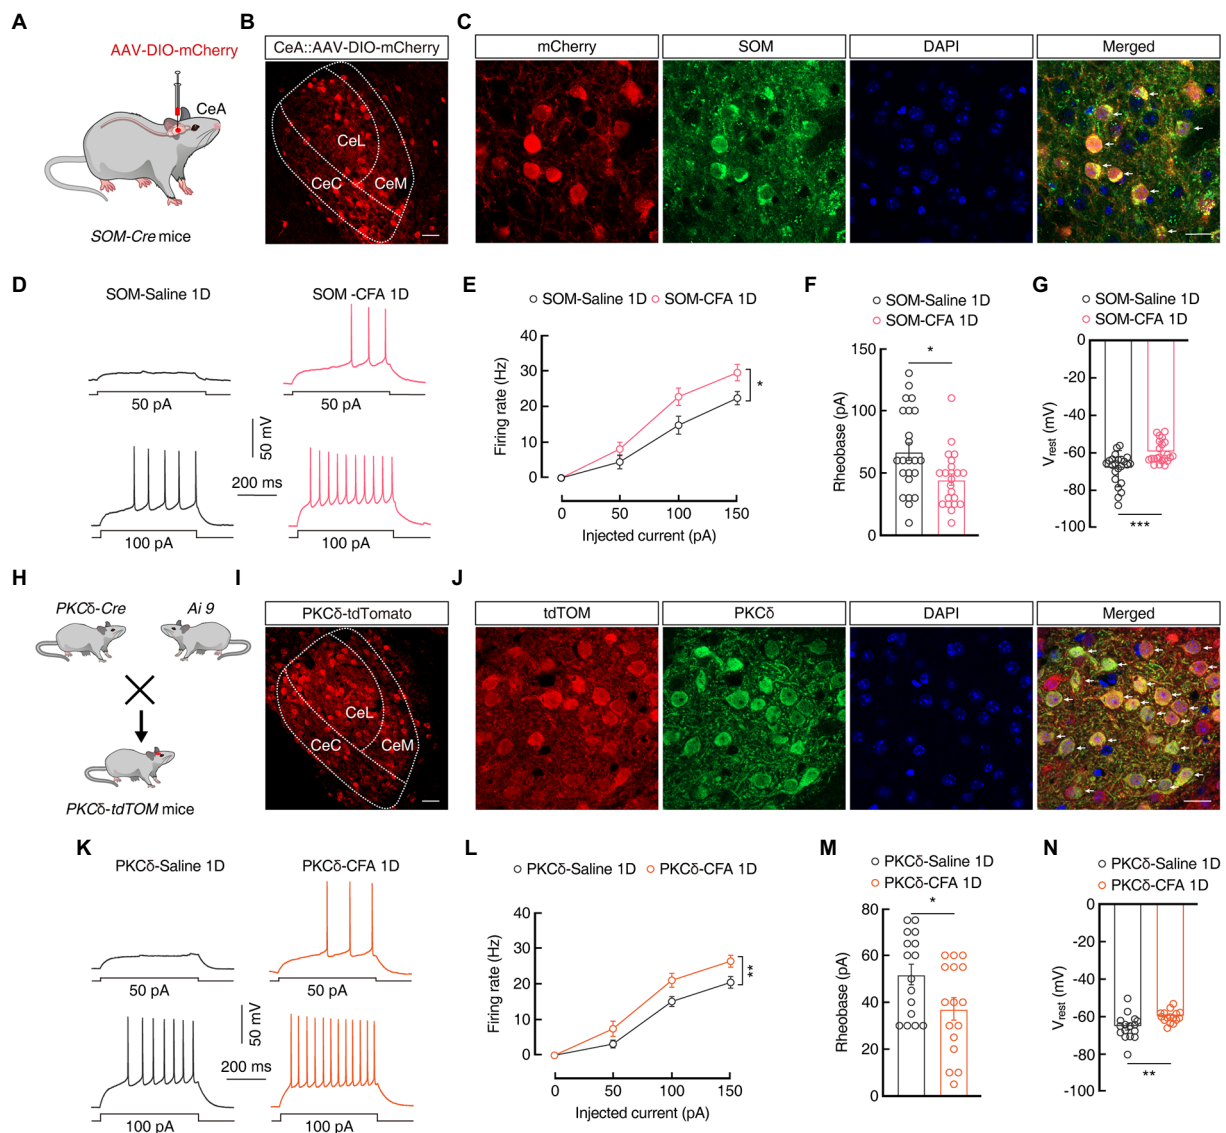 A
AAV-DIO-mCherry
CeA
SOM-Cre mice
B
CeA::AAV-DIO-mCherry
CeL
CeC
CeM
C
mCherry
SOM
DAPI
Merged
D
SOM-Saline 1D
SOM -CFA 1D
50 pA
50 pA
50 mV
200 ms
100 pA
100 pA
E
SOM-Saline 1D
SOM-CFA 1D
Firing rate (Hz)
40
30
20
10
0
*
0
50
100
150
Injected current (pA)
F
SOM-Saline 1D
SOM-CFA 1D
Rheobase (pA)
150
100
50
0
*
G
SOM-Saline 1D
SOM-CFA 1D
Vrest (mV)
0
-20
-40
-60
-80
-100
***
H
PKCδ-Cre
Ai 9
PKCδ-tdTOM mice
I
PKCδ-tdTomato
CeL
CeC
CeM
J
tdTOM
PKCδ
DAPI
Merged
K
PKCδ-Saline 1D
PKCδ-CFA 1D
50 pA
50 pA
50 mV
200 ms
100 pA
100 pA
L
PKCδ-Saline 1D
PKCδ-CFA 1D
Firing rate (Hz)
40
30
20
10
0
**
0
50
100
150
Injected current (pA)
M
PKCδ-Saline 1D
PKCδ-CFA 1D
Rheobase (pA)
80
60
40
20
0
*
N
PKCδ-Saline 1D
PKCδ-CFA 1D
Vrest (mV)
0
-20
-40
-60
-80
-100
**